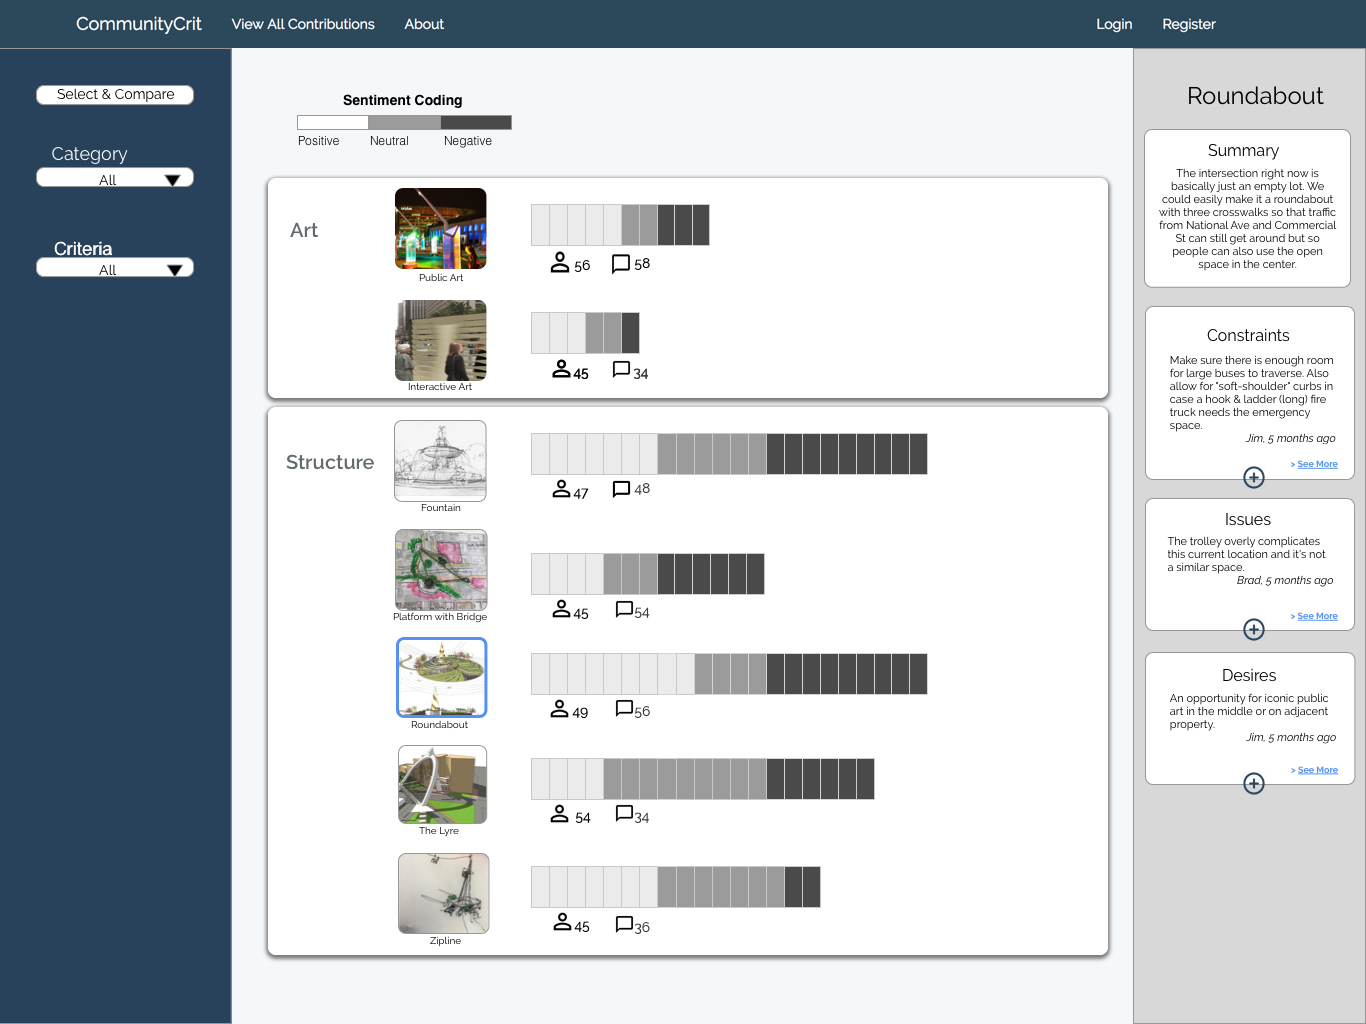 CommunityCrit View All Contributions About Login Register
Select & Compare
Category
All
Criteria
All
Sentiment Coding
Positive Neutral Negative
Art
Public Art
56 58
Interactive Art
45 34
Structure
Fountain
47 48
Platform with Bridge
45 54
Roundabout
49 56
The Lyre
54 34
Zipline
45 36
Roundabout
Summary
The intersection right now is
basically just an empty lot. We
could easily make it a roundabout
with three crosswalks so that traffic
from National Ave and Commercial
St can still get around but so
people can also use the open
space in the center.
Constraints
Make sure there is enough room
for large buses to traverse. Also
allow for "soft-shoulder" curbs in
case a hook & ladder (long) fire
truck needs the emergency
space.
Jim, 5 months ago
> See More
Issues
The trolley overly complicates
this current location and it's not
a similar space.
Brad, 5 months ago
> See More
Desires
An opportunity for iconic public
art in the middle or on adjacent
property.
Jim, 5 months ago
> See More